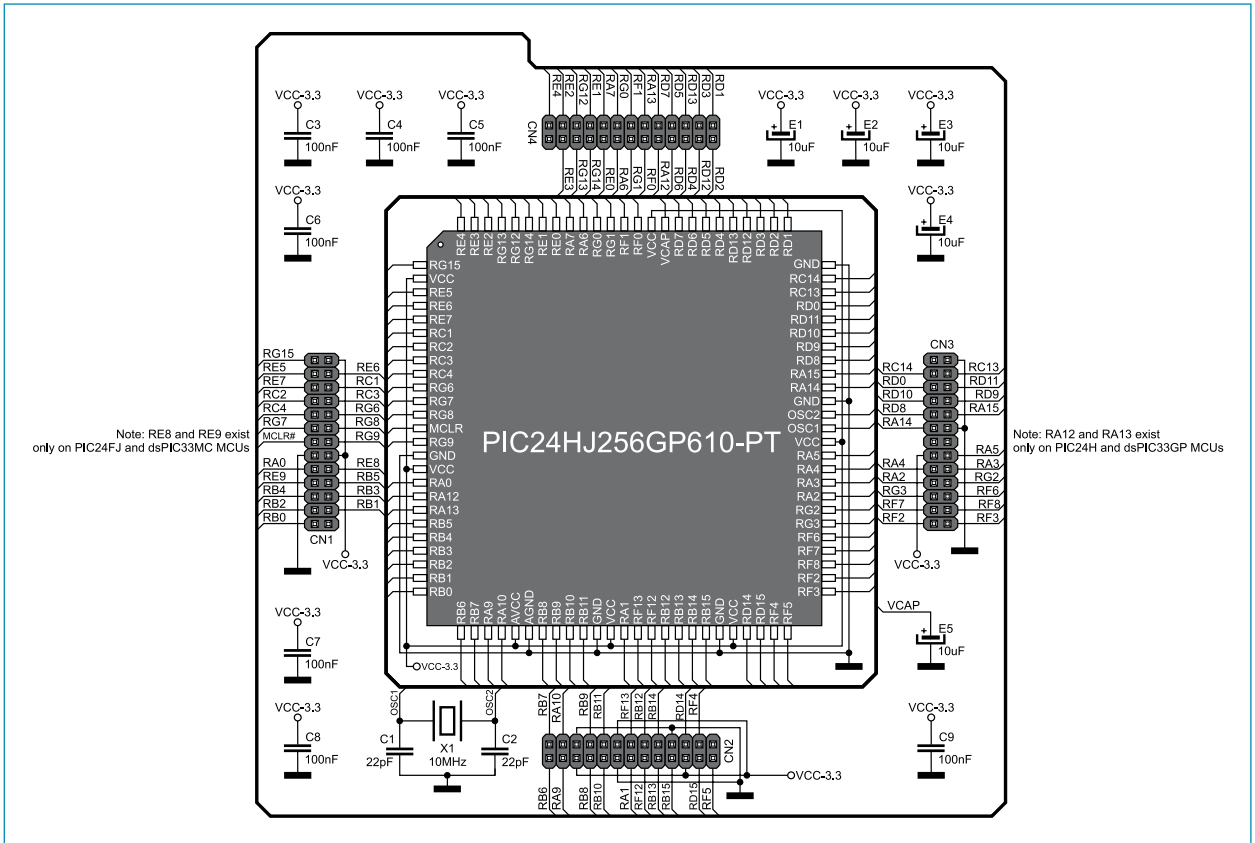 RE4
RE2
RG12
RE1
RA7
RG0
RF1
RA13
RD7
RD5
RD13
RD3
RD1
CN4
RE3
RG13
RG14
RE0
RA6
RG1
RF0
RA12
RD6
RD4
RD12
RD2
VCC-3.3
C3
100nF
VCC-3.3
C4
100nF
VCC-3.3
C5
100nF
VCC-3.3
E1
10uF
VCC-3.3
E2
10uF
VCC-3.3
E3
10uF
VCC-3.3
C6
100nF
VCC-3.3
E4
10uF
RE4
RE3
RE2
RG13
RG12
RG14
RE1
RE0
RA7
RA6
RG0
RG1
RF1
RF0
VCC
VCAP
RD7
RD6
RD5
RD4
RD13
RD12
RD3
RD2
RD1
RG15
VCC
RE5
RE6
RE7
RC1
RC2
RC3
RC4
RG6
RG7
RG8
MCLR
RG9
GND
VCC
RA0
RA12
RA13
RB5
RB4
RB3
RB2
RB1
RB0
PIC24HJ256GP610-PT
GND
RC14
RC13
RD0
RD11
RD10
RD9
RD8
RA15
RA14
GND
OSC2
OSC1
VCC
RA5
RA4
RA3
RA2
RG2
RG3
RF6
RF7
RF8
RF2
RF3
RB6
RB7
RA9
RA10
AVCC
AGND
RB8
RB9
RB10
RB11
GND
VCC
RA1
RF13
RF12
RB12
RB13
RB14
RB15
GND
VCC
RD14
RD15
RF4
RF5
VCC-3.3
RG15
RE5
RE7
RC2
RC4
RG7
MCLR#
RA0
RE9
RB4
RB2
RB0
RE6
RC1
RC3
RG6
RG8
RG9
RE8
RB5
RB3
RB1
CN1
VCC-3.3
Note: RE8 and RE9 exist
only on PIC24FJ and dsPIC33MC MCUs
CN3
RC14
RD0
RD10
RD8
RA14
RA4
RA2
RG3
RF7
RF2
RC13
RD11
RD9
RA15
RA5
RA3
RG2
RF6
RF8
RF3
VCC-3.3
Note: RA12 and RA13 exist
only on PIC24H and dsPIC33GP MCUs
VCC-3.3
C7
100nF
VCAP
E5
10uF
VCC-3.3
C8
100nF
OSC1
OSC2
C1
22pF
X1
10MHz
C2
22pF
RB7
RA10
RB9
RB11
RF13
RB12
RB14
RD14
RF4
CN2
RB6
RA9
RB8
RB10
RA1
RF12
RB13
RB15
RD15
RF5
VCC-3.3
VCC-3.3
C9
100nF